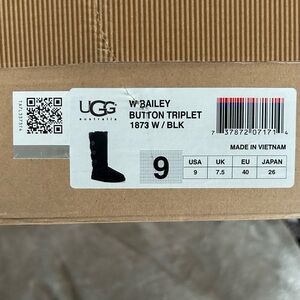 UGG
australia
W BAILEY
BUTTON TRIPLET
1873 W / BLK
7 37872 07171 4
MADE IN VIETNAM
9
USA UK EU JAPAN
9 7.5 40 26